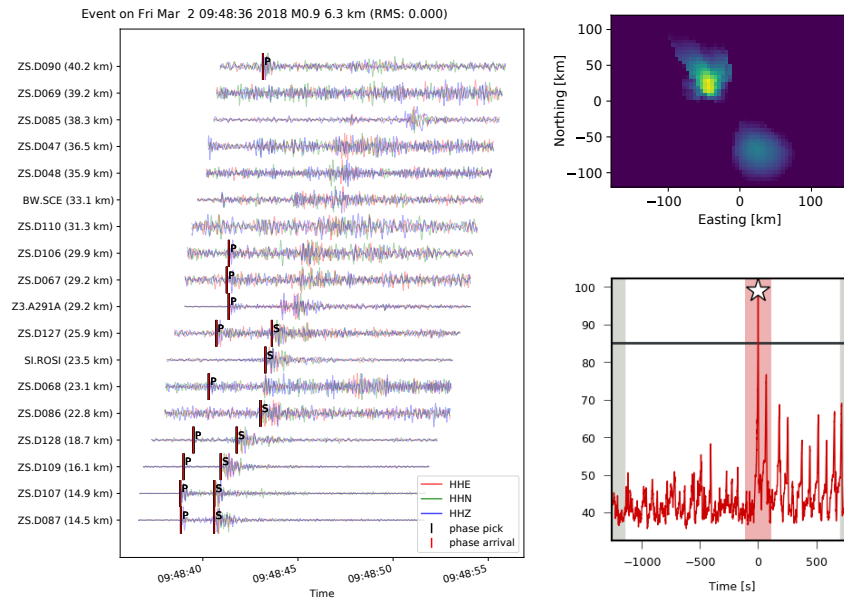 Event on Fri Mar  2 09:48:36 2018 M0.9 6.3 km (RMS: 0.000)
ZS.D090 (40.2 km)
P
ZS.D069 (39.2 km)
ZS.D085 (38.3 km)
ZS.D047 (36.5 km)
ZS.D048 (35.9 km)
BW.SCE (33.1 km)
ZS.D110 (31.3 km)
ZS.D106 (29.9 km)
P
ZS.D067 (29.2 km)
P
Z3.A291A (29.2 km)
P
ZS.D127 (25.9 km)
P S
SI.ROSI (23.5 km)
S
ZS.D068 (23.1 km)
P
ZS.D086 (22.8 km)
S
ZS.D128 (18.7 km)
P S
ZS.D109 (16.1 km)
P S
ZS.D107 (14.9 km)
P S
ZS.D087 (14.5 km)
P S
HHE
HHN
HHZ
phase pick
phase arrival
09:48:40 09:48:45 09:48:50 09:48:55
Time
100
50
0
−50
−100
Northing [km]
−100 0 100
Easting [km]
100
90
80
70
60
50
40
−1000 −500 0 500
Time [s]